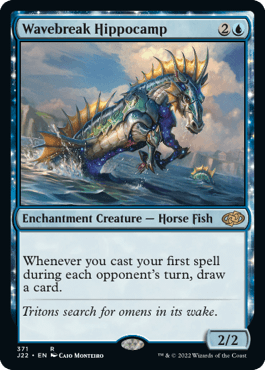 Wavebreak Hippocamp 2
Enchantment Creature — Horse Fish
Whenever you cast your first spell
during each opponent's turn, draw
a card.
Tritons search for omens in its wake.
2/2
371 R
J22 • EN CAIO MONTEIRO
™ & © 2022 Wizards of the Coast